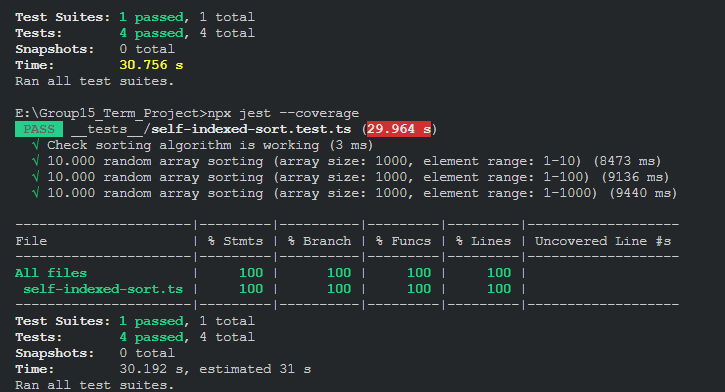 Test Suites: 1 passed, 1 total
Tests:       4 passed, 4 total
Snapshots:   0 total
Time:        30.756 s
Ran all test suites.

E:\Group15_Term_Project>npx jest --coverage
PASS  __tests__/self-indexed-sort.test.ts (29.964 s)
√ Check sorting algorithm is working (3 ms)
√ 10.000 random array sorting (array size: 1000, element range: 1-10) (8473 ms)
√ 10.000 random array sorting (array size: 1000, element range: 1-100) (9136 ms)
√ 10.000 random array sorting (array size: 1000, element range: 1-1000) (9440 ms)

----------------------|---------|----------|---------|---------|-------------------
File                  | % Stmts | % Branch | % Funcs | % Lines | Uncovered Line #s
----------------------|---------|----------|---------|---------|-------------------
All files             |     100 |      100 |     100 |     100 |
 self-indexed-sort.ts |     100 |      100 |     100 |     100 |
----------------------|---------|----------|---------|---------|-------------------
Test Suites: 1 passed, 1 total
Tests:       4 passed, 4 total
Snapshots:   0 total
Time:        30.192 s, estimated 31 s
Ran all test suites.